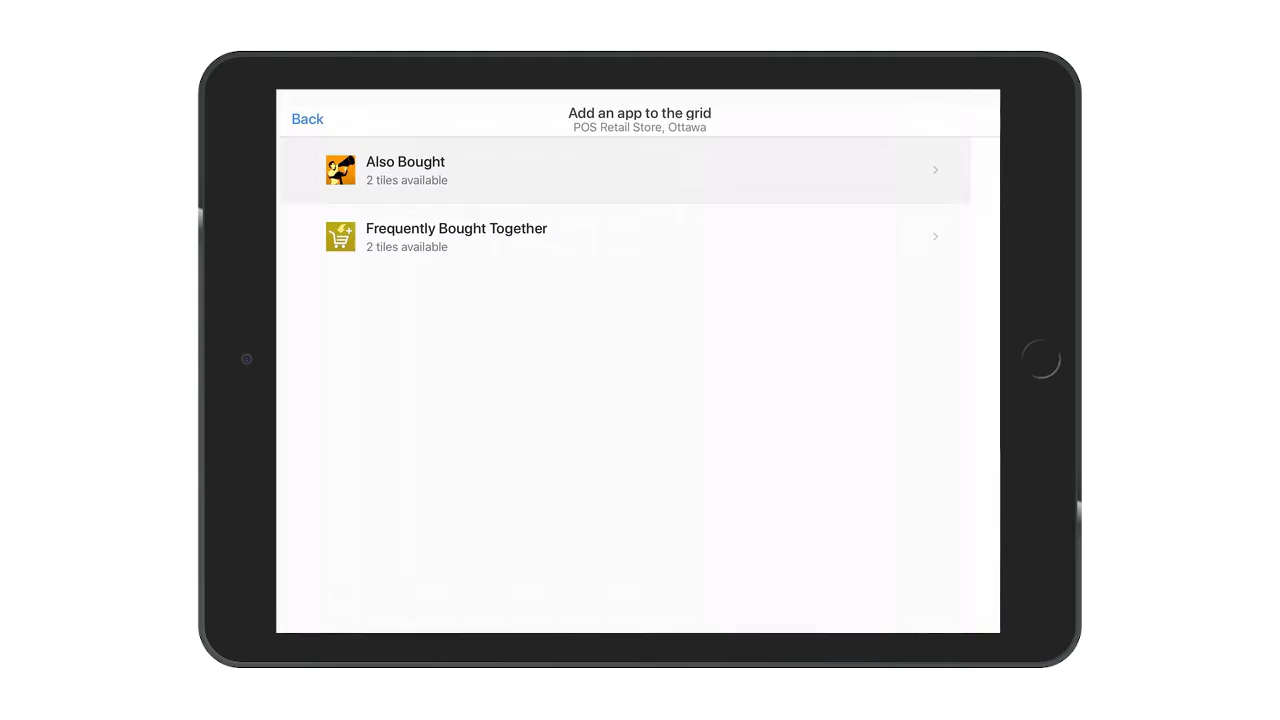 Back
Add an app to the grid
POS Retail Store, Ottawa
Also Bought
2 tiles available
Frequently Bought Together
2 tiles available